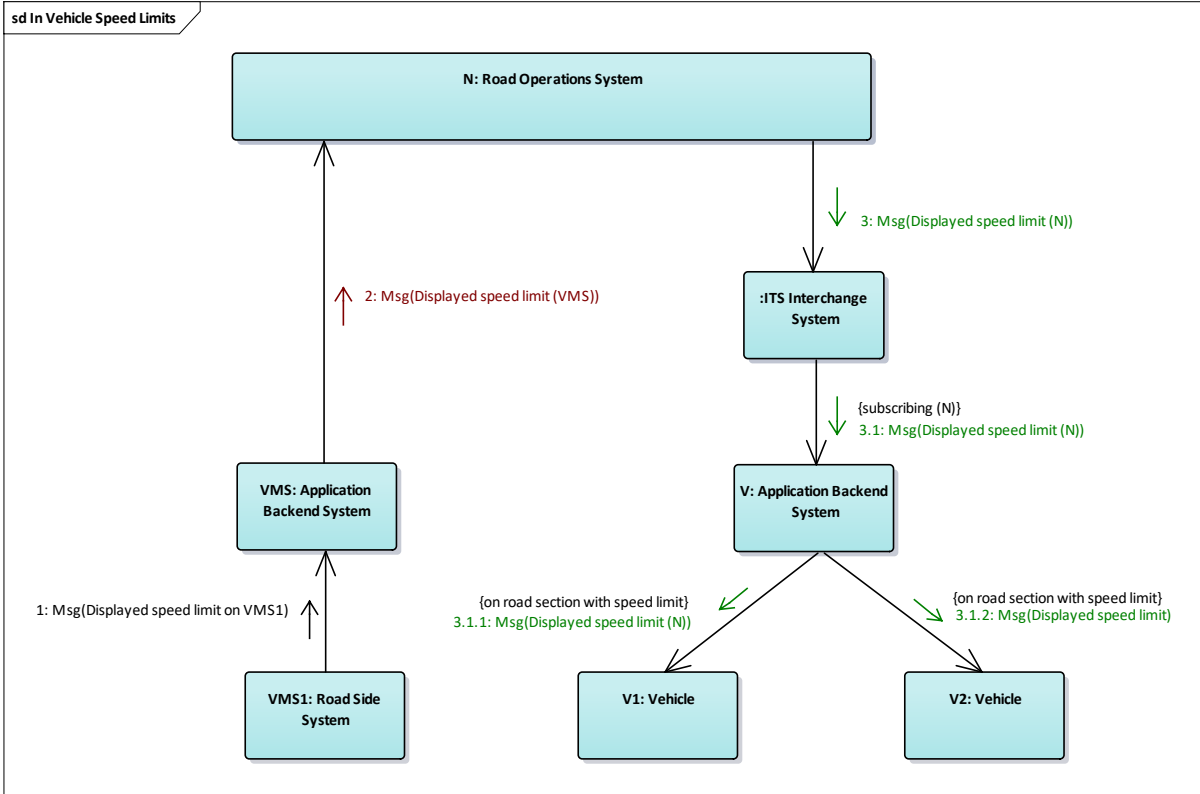 sd In Vehicle Speed Limits
N: Road Operations System
3: Msg(Displayed speed limit (N))
:ITS Interchange
System
2: Msg(Displayed speed limit (VMS))
{subscribing (N)}
3.1: Msg(Displayed speed limit (N))
VMS: Application
Backend System
V: Application Backend
System
1: Msg(Displayed speed limit on VMS1)
{on road section with speed limit}
3.1.1: Msg(Displayed speed limit (N))
{on road section with speed limit}
3.1.2: Msg(Displayed speed limit)
VMS1: Road Side
System
V1: Vehicle
V2: Vehicle